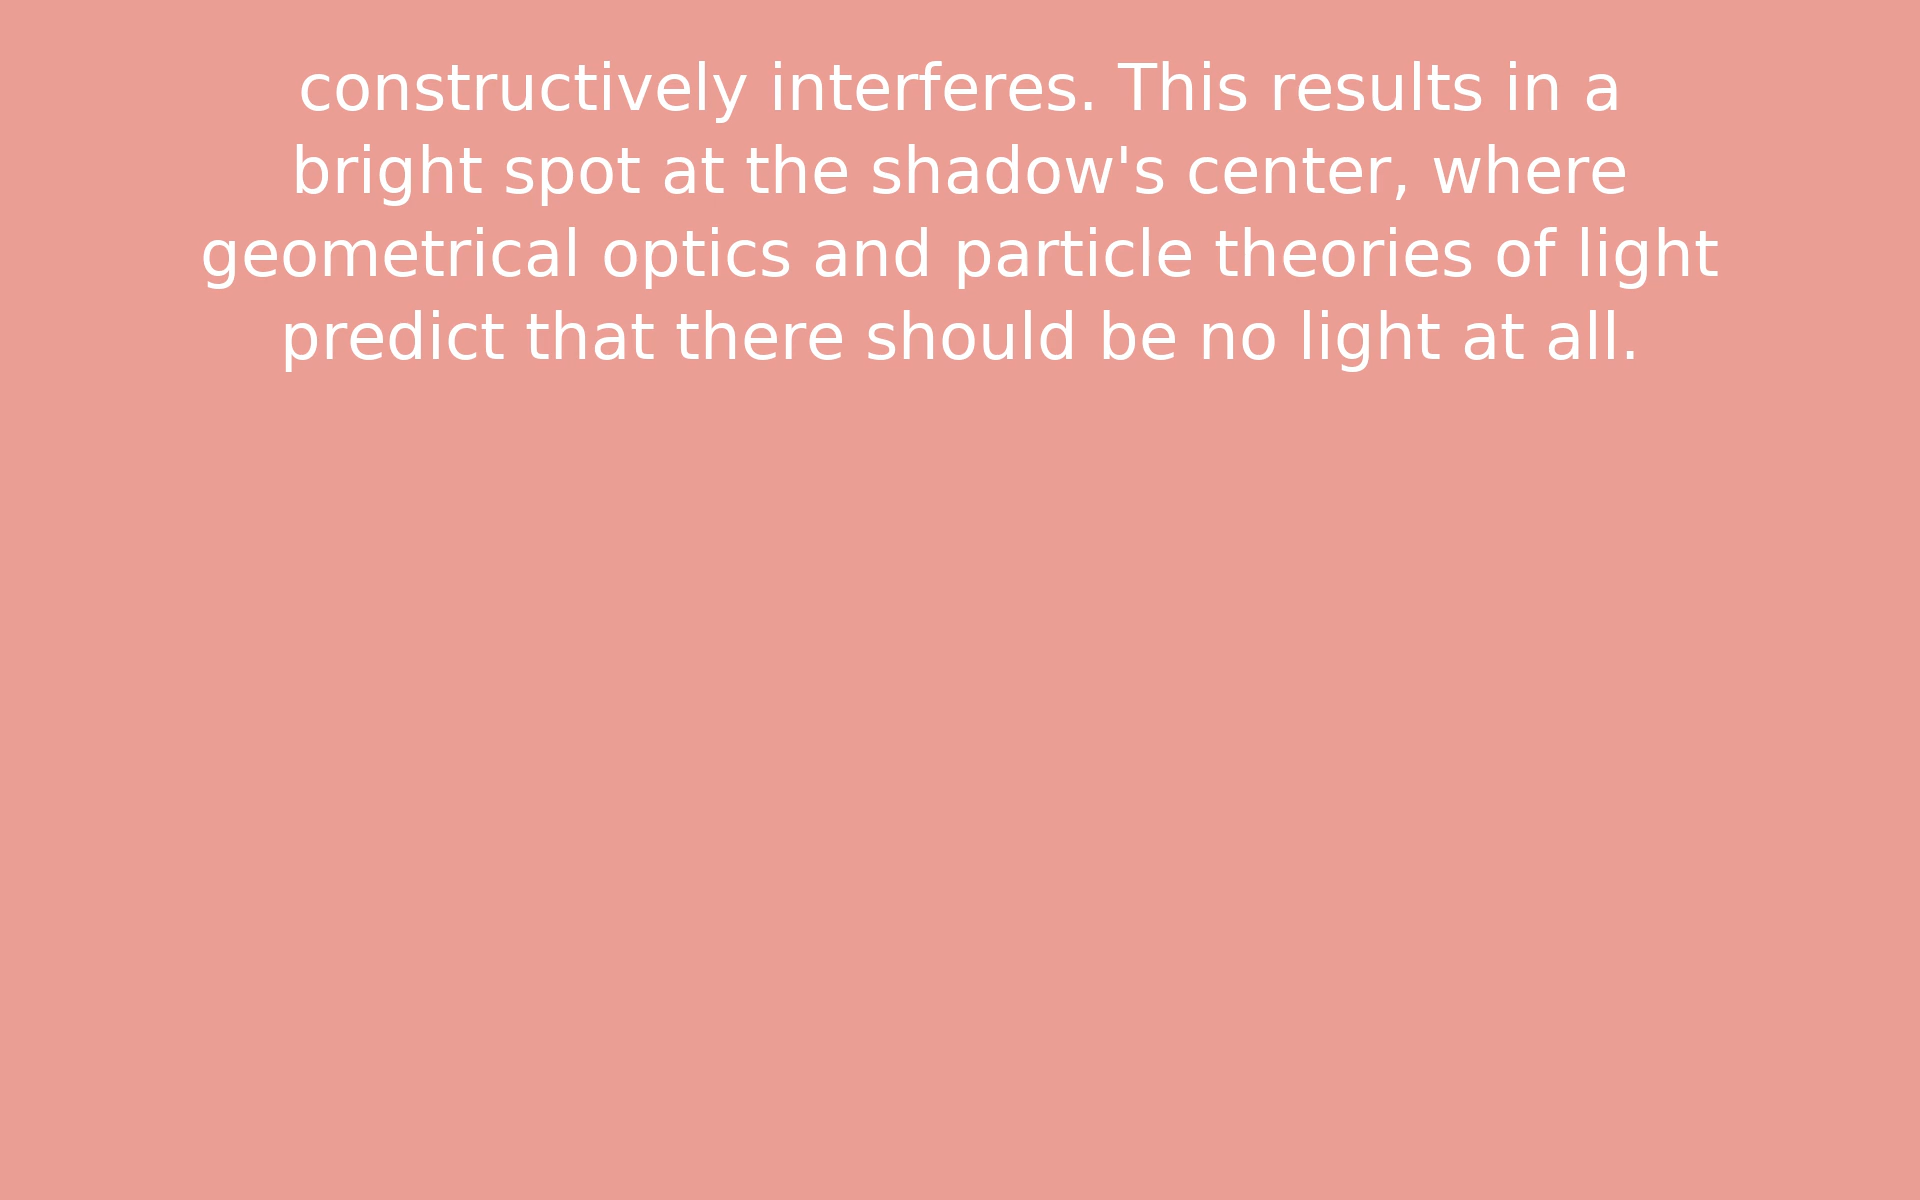 constructively interferes. This results in a
bright spot at the shadow's center, where
geometrical optics and particle theories of light
predict that there should be no light at all.